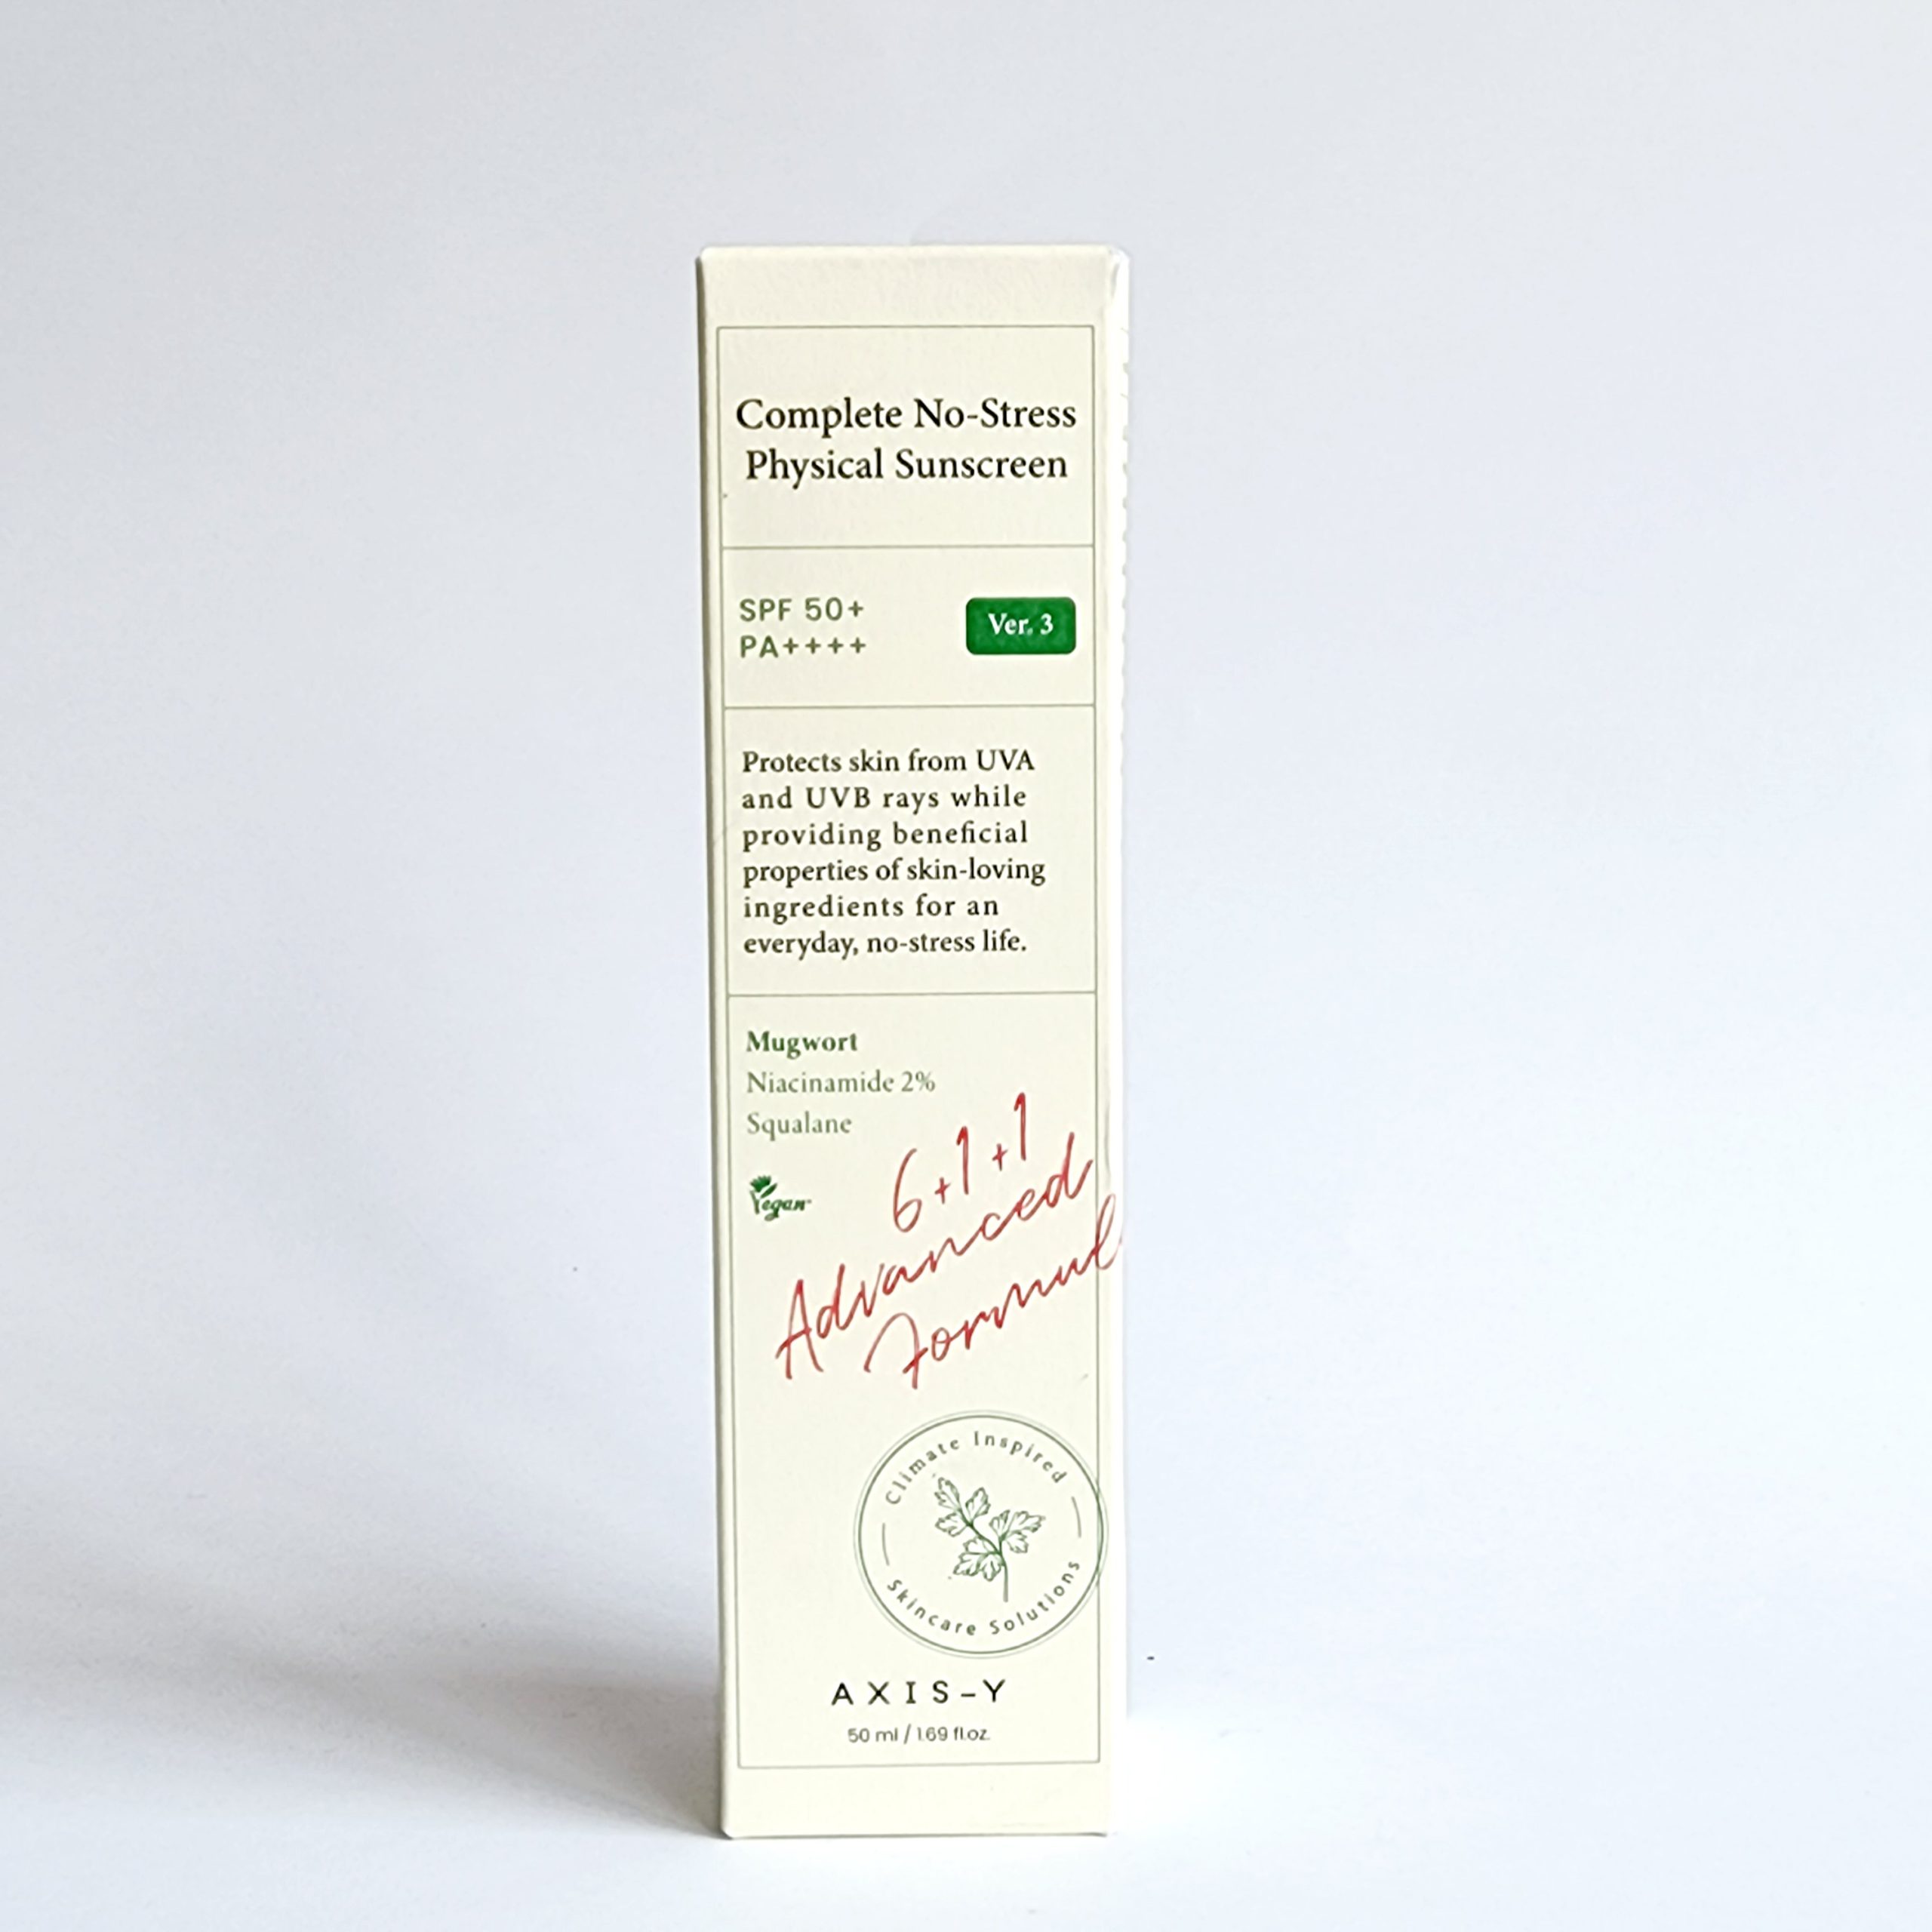 Complete No-Stress
Physical Sunscreen
SPF 50+
PA++++
Ver. 3
Protects skin from UVA
and UVB rays while
providing beneficial
properties of skin-loving
ingredients for an
everyday, no-stress life.
Mugwort
Niacinamide 2%
Squalane
Vegan
6+1+1
Advanced
Formul
Climate Inspired
Skincare Solutions
AXIS-Y
50 ml / 1.69 fl.oz.